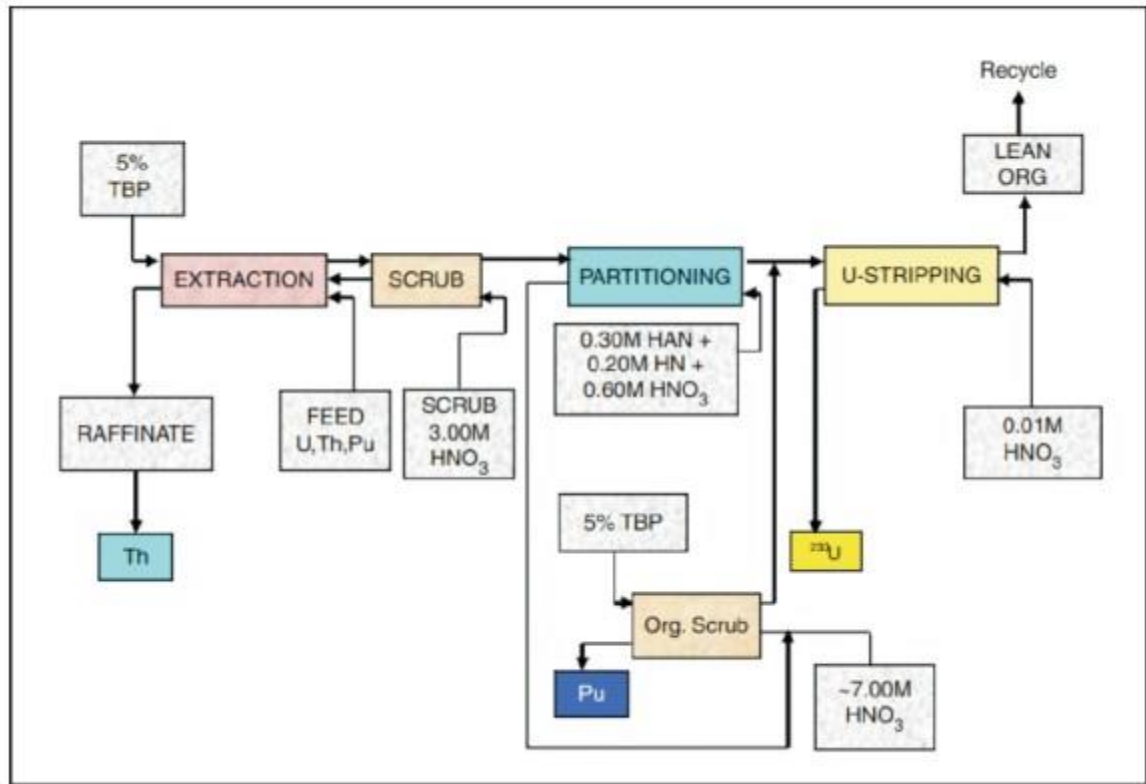 Recycle
LEAN
ORG
5%
TBP
EXTRACTION
SCRUB
PARTITIONING
U-STRIPPING
0.30M HAN +
0.20M HN +
0.60M HNO₃
RAFFINATE
FEED
U,Th,Pu
SCRUB
3.00M
HNO₃
0.01M
HNO₃
5% TBP
Th
²³³U
Org. Scrub
Pu
~7.00M
HNO₃